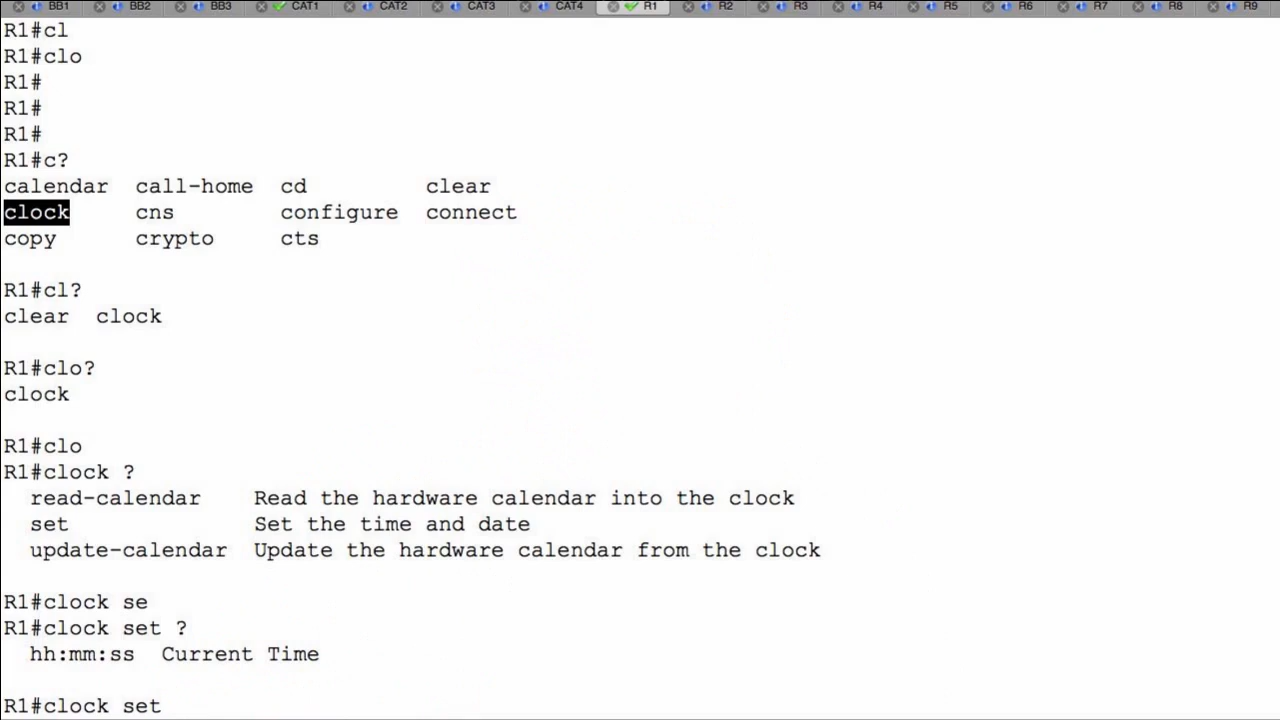 BB1 BB2 BB3 CAT1 CAT2 CAT3 CAT4 R1 R2 R3 R4 R5 R6 R7 R8 R9
R1#cl
R1#clo
R1#
R1#
R1#
R1#c?
calendar call-home cd clear
clock cns configure connect
copy crypto cts
R1#cl?
clear clock
R1#clo?
clock
R1#clo
R1#clock ?
read-calendar Read the hardware calendar into the clock
set Set the time and date
update-calendar Update the hardware calendar from the clock
R1#clock se
R1#clock set ?
hh:mm:ss Current Time
R1#clock set